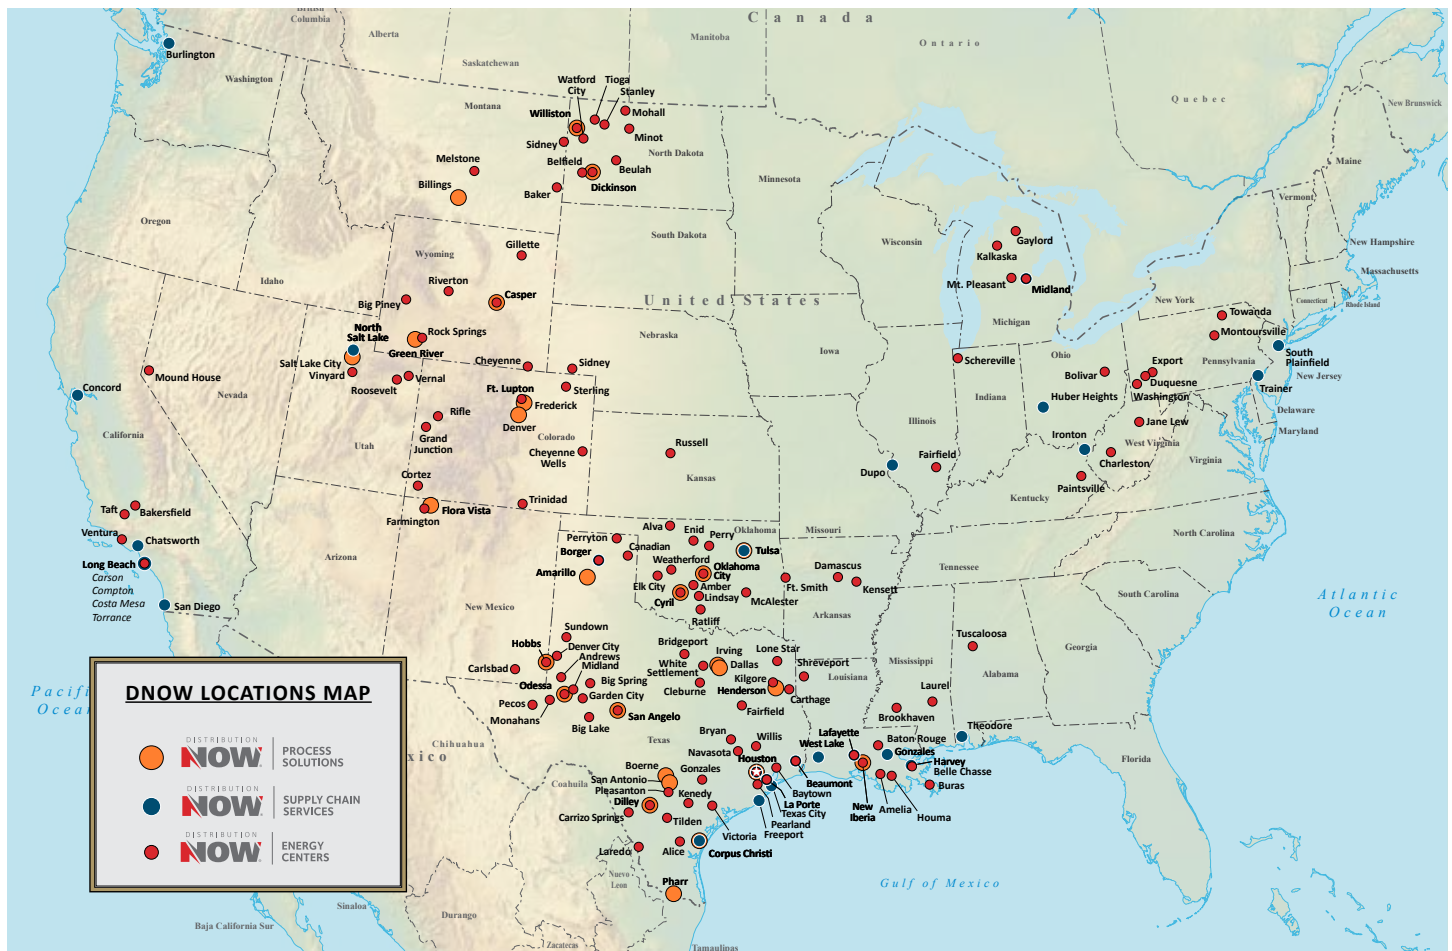 British
Columbia
Alberta
Saskatchewan
Manitoba
Canada
Ontario
Quebec
New Brunswick
Burlington
Washington
Montana
Watford
City
Tioga
Stanley
Williston
Mohall
Minot
Sidney
North Dakota
Belfield
Beulah
Dickinson
Baker
Melstone
Billings
Minnesota
Maine
Vermont
New Hampshire
Massachusetts
Connecticut
Rhode Island
Oregon
Idaho
Wyoming
South Dakota
Wisconsin
Gaylord
Kalkaska
Mt. Pleasant
Midland
Michigan
New York
Gillette
Riverton
Big Piney
Casper
United States
Nebraska
Iowa
North
Salt Lake
Rock Springs
Green River
Salt Lake City
Vinyard
Roosevelt
Vernal
Cheyenne
Sidney
Sterling
Ft. Lupton
Frederick
Denver
Colorado
Cheyenne
Wells
Rifle
Grand
Junction
Utah
Nevada
Mound House
Concord
California
Towanda
Montoursville
Pennsylvania
South
Plainfield
New Jersey
Trainer
Delaware
Maryland
Schereville
Ohio
Bolivar
Export
Duquesne
Washington
Indiana
Huber Heights
Illinois
Ironton
Jane Lew
West Virginia
Charleston
Virginia
Paintsville
Kentucky
Fairfield
Dupo
Russell
Kansas
Cortez
Farmington
Flora Vista
Trinidad
Taft
Bakersfield
Ventura
Chatsworth
Long Beach
Carson
Compton
Costa Mesa
Torrance
San Diego
Arizona
New Mexico
Perryton
Borger
Canadian
Amarillo
Alva
Enid
Perry
Oklahoma
Tulsa
Weatherford
Oklahoma
City
Elk City
Amber
Cyril
Lindsay
McAlester
Ratliff
Missouri
Damascus
Ft. Smith
Kensett
Arkansas
Tennessee
North Carolina
South Carolina
Georgia
Atlantic
Ocean
Tuscaloosa
Alabama
Mississippi
Laurel
Brookhaven
Theodore
Florida
Sundown
Hobbs
Denver City
Andrews
Midland
Carlsbad
Odessa
Big Spring
Garden City
Pecos
Monahans
Big Lake
San Angelo
Bridgeport
Irving
Dallas
White
Settlement
Cleburne
Lone Star
Kilgore
Henderson
Shreveport
Carthage
Louisiana
Fairfield
Texas
Bryan
Willis
Navasota
Houston
West Lake
Lafayette
Baton Rouge
Gonzales
Harvey
Belle Chasse
Buras
Houma
Amelia
New
Iberia
Beaumont
Baytown
La Porte
Texas City
Pearland
Freeport
Boerne
San Antonio
Pleasanton
Gonzales
Kenedy
Dilley
Carrizo Springs
Tilden
Victoria
Laredo
Alice
Corpus Christi
Pharr
Gulf of Mexico
Chihuahua
Coahuila
Nuevo
Leon
Durango
Sinaloa
Zacatecas
Tamaulipas
Baja California Sur
Pacifi
Ocean
xico
DNOW LOCATIONS MAP
DISTRIBUTION
NOW
PROCESS
SOLUTIONS
DISTRIBUTION
NOW
SUPPLY CHAIN
SERVICES
DISTRIBUTION
NOW
ENERGY
CENTERS